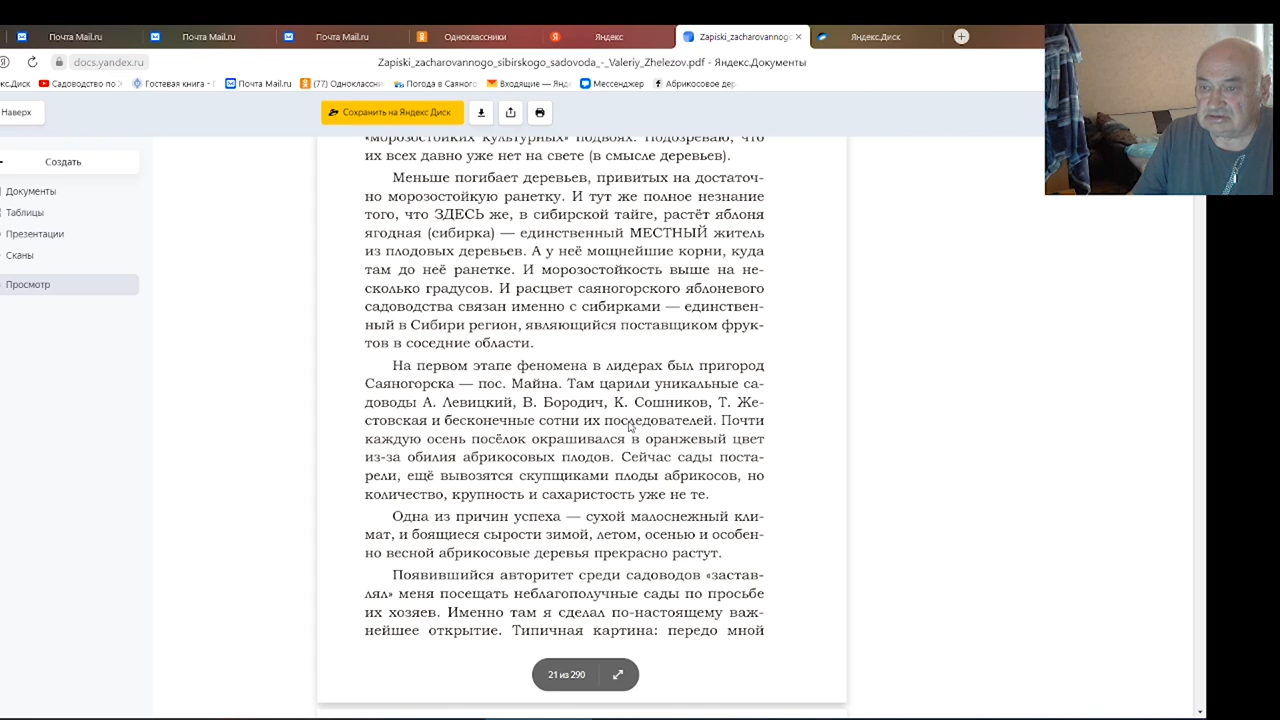 Почта Mail.ru
Почта Mail.ru
Почта Mail.ru
Одноклассники
Яндекс
Zapiski_zacharovannogo
Яндекс.Диск
docs.yandex.ru
Zapiski_zacharovannogo_sibirskogo_sadovoda_-_Valeriy_Zhelezov.pdf - Яндекс.Документы
кс.Диск
Садоводство по
Гостевая книга -
Почта Mail.ru
(77) Одноклассн
Погода в Саяного
Входящие — Янд
Мессенджер
Абрикосовое дер
Наверх
Сохранить на Яндекс Диск
Создать
Документы
Таблицы
Презентации
Сканы
Просмотр
«морозостойких культурных» подвоях. Подозреваю, что
их всех давно уже нет на свете (в смысле деревьев).
Меньше погибает деревьев, привитых на достаточ-
но морозостойкую ранетку. И тут же полное незнание
того, что ЗДЕСЬ же, в сибирской тайге, растёт яблоня
ягодная (сибирка) — единственный МЕСТНЫЙ житель
из плодовых деревьев. А у неё мощнейшие корни, куда
там до неё ранетке. И морозостойкость выше на не-
сколько градусов. И расцвет саяногорского яблоневого
садоводства связан именно с сибирками — единствен-
ный в Сибири регион, являющийся поставщиком фрук-
тов в соседние области.
На первом этапе феномена в лидерах был пригород
Саяногорска — пос. Майна. Там царили уникальные са-
доводы А. Левицкий, В. Бородич, К. Сошников, Т. Же-
стовская и бесконечные сотни их последователей. Почти
каждую осень посёлок окрашивался в оранжевый цвет
из-за обилия абрикосовых плодов. Сейчас сады поста-
рели, ещё вывозятся скупщиками плоды абрикосов, но
количество, крупность и сахаристость уже не те.
Одна из причин успеха — сухой малоснежный кли-
мат, и боящиеся сырости зимой, летом, осенью и особен-
но весной абрикосовые деревья прекрасно растут.
Появившийся авторитет среди садоводов «застав-
лял» меня посещать неблагополучные сады по просьбе
их хозяев. Именно там я сделал по-настоящему важ-
нейшее открытие. Типичная картина: передо мной
21 из 290